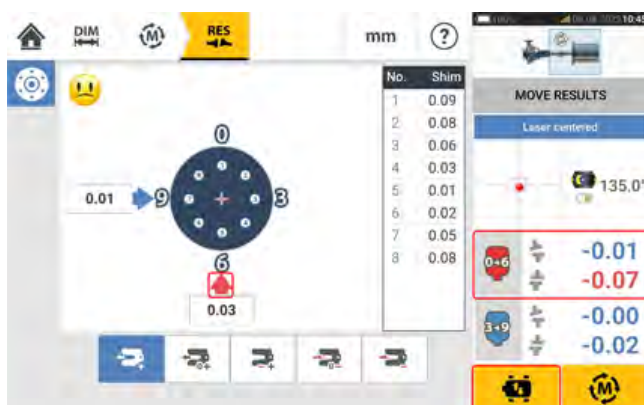 DIM
M
RES
mm
?
No. Shim
1 0.09
2 0.08
3 0.06
4 0.03
5 0.01
6 0.02
7 0.05
8 0.08
0
0.01
9
3
6
0.03
10:45
MOVE RESULTS
Laser centered
135.0°
0→6
-0.01
-0.07
3→9
-0.00
-0.02
M